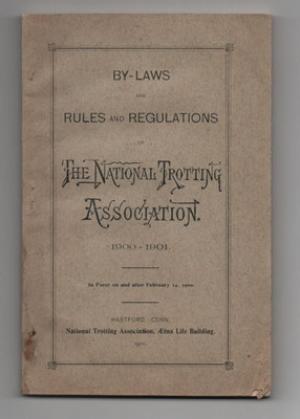 BY-LAWS
AND
RULES AND REGULATIONS
OF
THE NATIONAL TROTTING
ASSOCIATION.
1900-1901.
In Force on and after February 14, 1900.
HARTFORD, CONN.
National Trotting Association, Ætna Life Building.
1900.